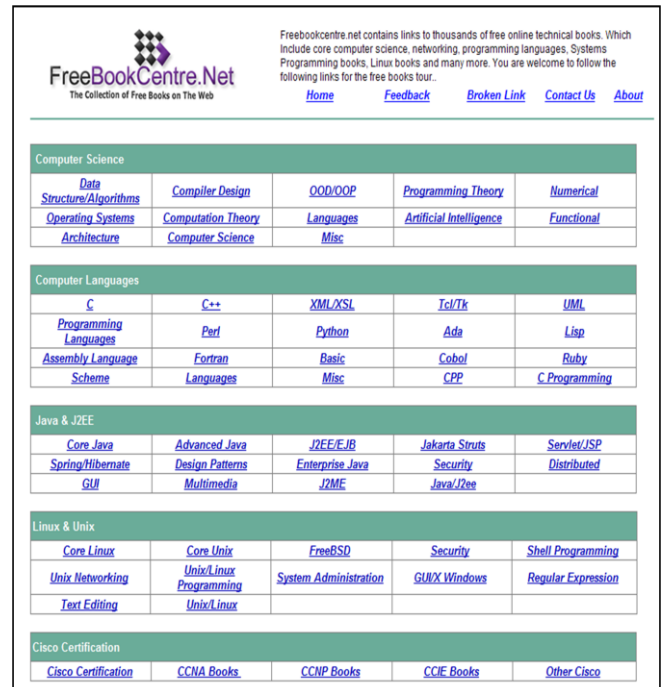 FreeBookCentre.Net
The Collection of Free Books on The Web
Freebookcentre.net contains links to thousands of free online technical books. Which
Include core computer science, networking, programming languages, Systems
Programming books, Linux books and many more. You are welcome to follow the
following links for the free books tour..
Home Feedback Broken Link Contact Us About
Computer Science
Data Structure/Algorithms Compiler Design OOD/OOP Programming Theory Numerical
Operating Systems Computation Theory Languages Artificial Intelligence Functional
Architecture Computer Science Misc
Computer Languages
C C++ XML/XSL Tcl/Tk UML
Programming Languages Perl Python Ada Lisp
Assembly Language Fortran Basic Cobol Ruby
Scheme Languages Misc CPP C Programming
Java & J2EE
Core Java Advanced Java J2EE/EJB Jakarta Struts Servlet/JSP
Spring/Hibernate Design Patterns Enterprise Java Security Distributed
GUI Multimedia J2ME Java/J2ee
Linux & Unix
Core Linux Core Unix FreeBSD Security Shell Programming
Unix Networking Unix/Linux Programming System Administration GUI/X Windows Regular Expression
Text Editing Unix/Linux
Cisco Certification
Cisco Certification CCNA Books CCNP Books CCIE Books Other Cisco